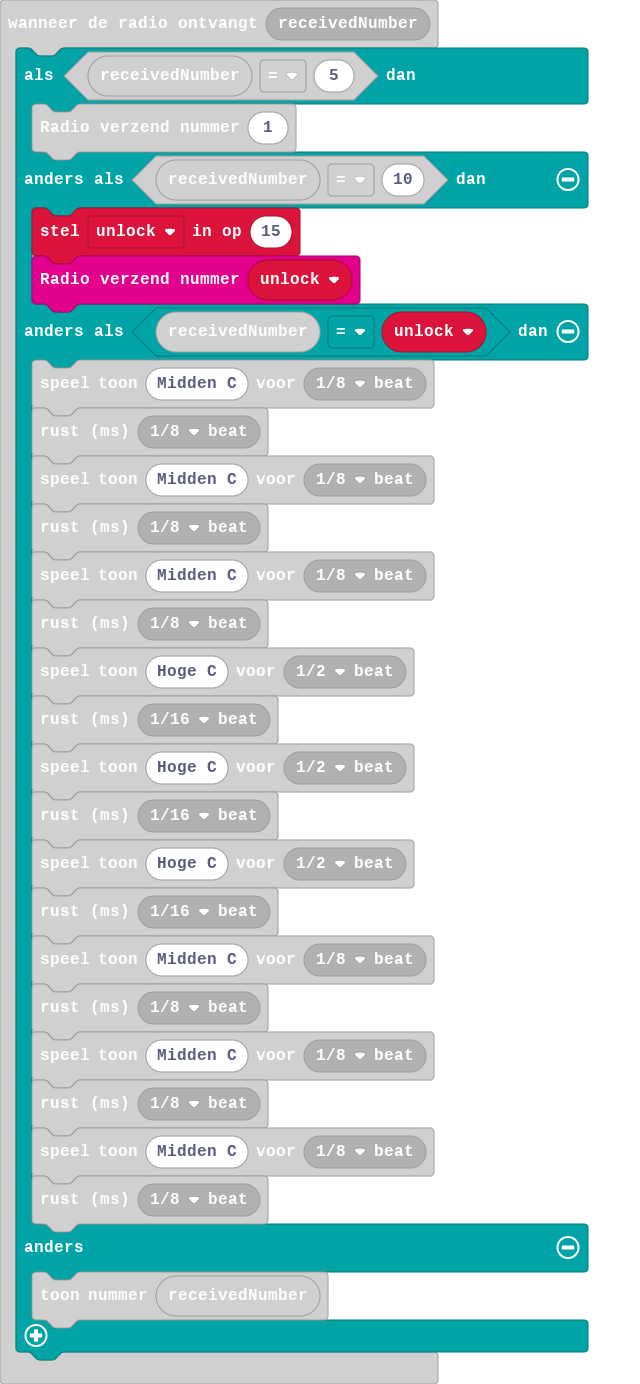 wanneer de radio ontvangt receivedNumber
als receivedNumber = 5 dan
Radio verzend nummer 1
anders als receivedNumber = 10 dan
stel unlock in op 15
Radio verzend nummer unlock
anders als receivedNumber = unlock dan
speel toon Midden C voor 1/8 beat
rust (ms) 1/8 beat
speel toon Midden C voor 1/8 beat
rust (ms) 1/8 beat
speel toon Midden C voor 1/8 beat
rust (ms) 1/8 beat
speel toon Hoge C voor 1/2 beat
rust (ms) 1/16 beat
speel toon Hoge C voor 1/2 beat
rust (ms) 1/16 beat
speel toon Hoge C voor 1/2 beat
rust (ms) 1/16 beat
speel toon Midden C voor 1/8 beat
rust (ms) 1/8 beat
speel toon Midden C voor 1/8 beat
rust (ms) 1/8 beat
speel toon Midden C voor 1/8 beat
rust (ms) 1/8 beat
anders
toon nummer receivedNumber